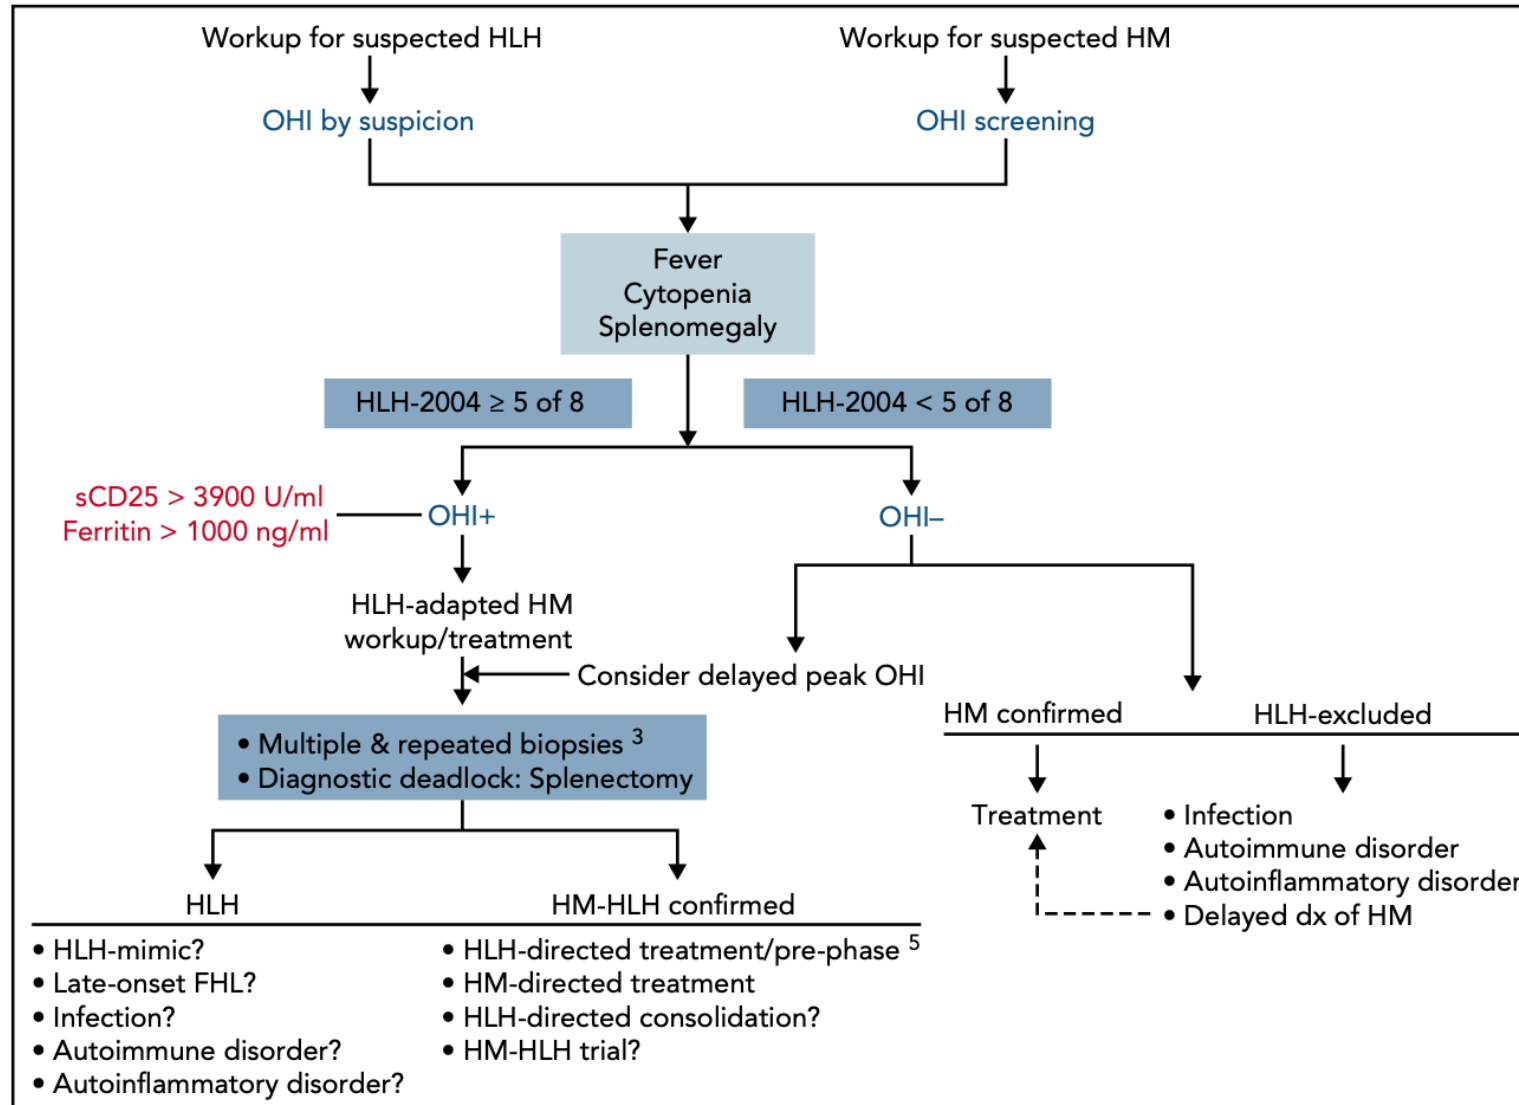 Workup for suspected HLH
Workup for suspected HM
OHI by suspicion
OHI screening
Fever
Cytopenia
Splenomegaly
HLH-2004 ≥ 5 of 8
HLH-2004 < 5 of 8
sCD25 > 3900 U/ml
Ferritin > 1000 ng/ml
OHI+
OHI–
HLH-adapted HM
workup/treatment
Consider delayed peak OHI
• Multiple & repeated biopsies 3
• Diagnostic deadlock: Splenectomy
HM confirmed
HLH-excluded
Treatment
• Infection
• Autoimmune disorder
• Autoinflammatory disorder
• Delayed dx of HM
HLH
• HLH-mimic?
• Late-onset FHL?
• Infection?
• Autoimmune disorder?
• Autoinflammatory disorder?
HM-HLH confirmed
• HLH-directed treatment/pre-phase 5
• HM-directed treatment
• HLH-directed consolidation?
• HM-HLH trial?